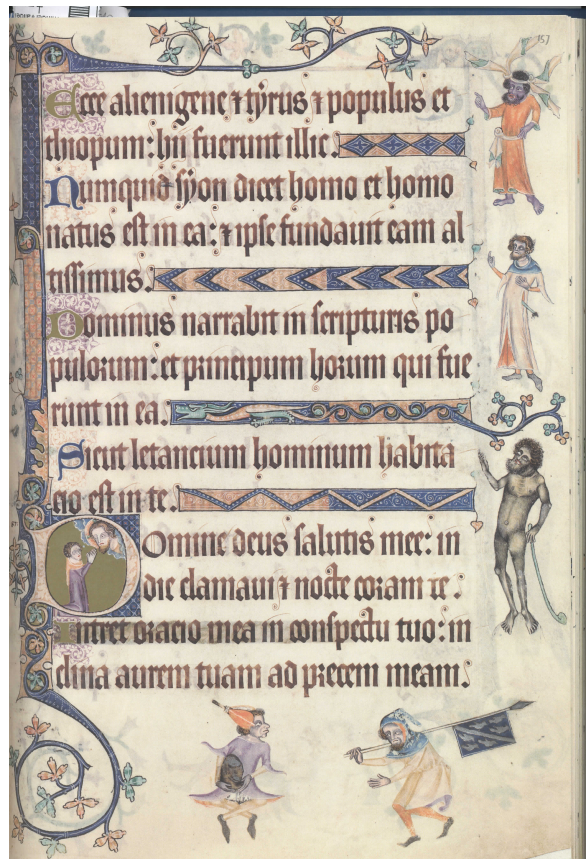 157
Ecce alienigene ⁊ tyrus ⁊ populus et
thiopum: hii fuerunt illic.
Numquid syon dicet homo et homo
natus est in ea: ⁊ ipse fundauit eam al
tissimus.
Dominus narrabit in scripturis po
pulorum: et principum horum qui fue
runt in ea.
Sicut letancium hominum habita
cio est in te.
Domine deus salutis mee: in
die clamaui ⁊ nocte coram te.
Intret oracio mea in conspectu tuo: in
clina aurem tuam ad precem meam.